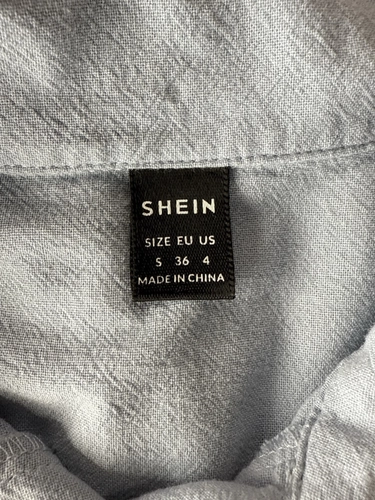 SHEIN
SIZE EU US
S 36 4
MADE IN CHINA